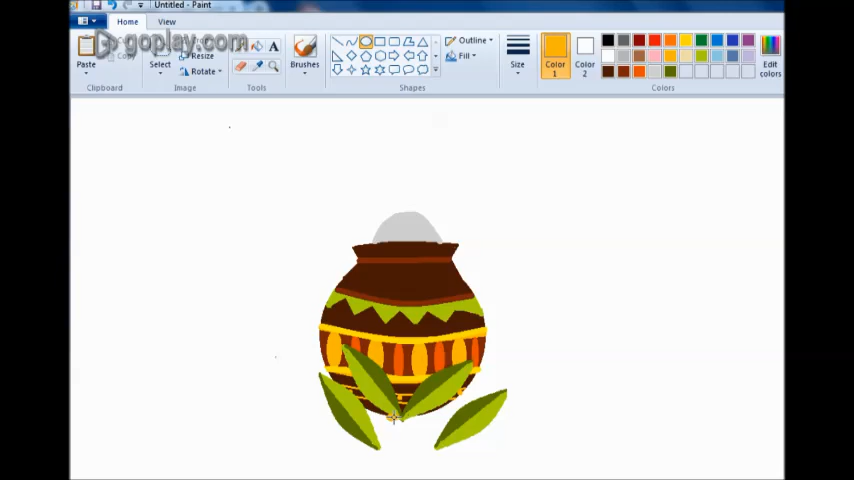 Untitled - Paint
Home View
goplay.com
Paste
Copy
Select
Resize
Rotate
A
Brushes
Outline
Fill
Size
Color 1
Color 2
Edit colors
Clipboard Image Tools Shapes Colors